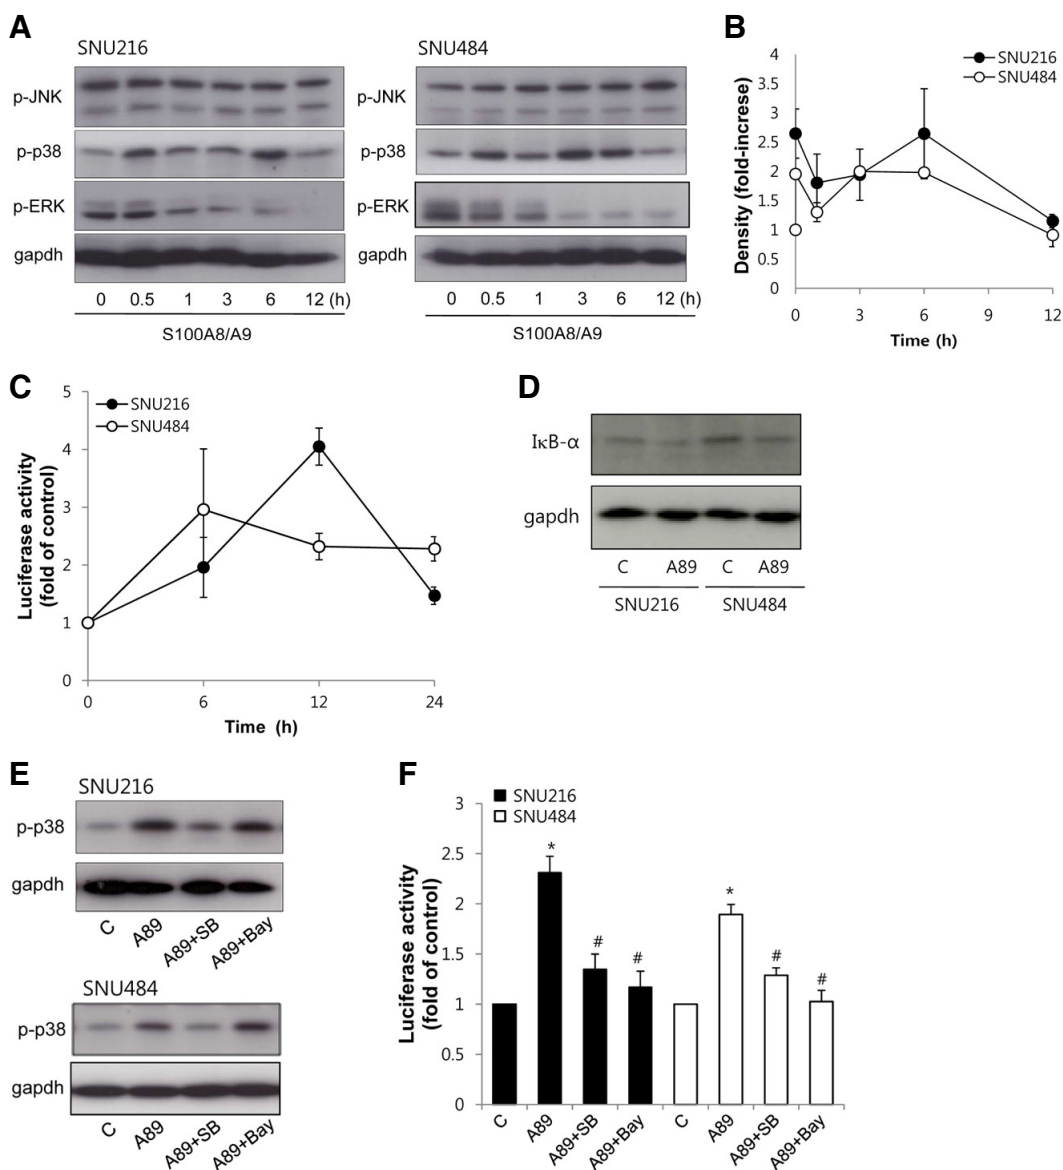 A
SNU216
p-JNK
p-p38
p-ERK
gapdh
0 0.5 1 3 6 12 (h)
S100A8/A9
SNU484
p-JNK
p-p38
p-ERK
gapdh
0 0.5 1 3 6 12 (h)
S100A8/A9
B
SNU216
SNU484
Density (fold-increse)
4
3.5
3
2.5
2
1.5
1
0.5
0
0 3 6 9 12
Time (h)
C
SNU216
SNU484
Luciferase activity
(fold of control)
5
4
3
2
1
0
0 6 12 24
Time (h)
D
IκB-α
gapdh
C A89 C A89
SNU216 SNU484
E
SNU216
p-p38
gapdh
C A89 A89+SB A89+Bay
SNU484
p-p38
gapdh
C A89 A89+SB A89+Bay
F
SNU216
SNU484
Luciferase activity
(fold of control)
3
2.5
2
1.5
1
0.5
0
* # # * # #
C A89 A89+SB A89+Bay C A89 A89+SB A89+Bay